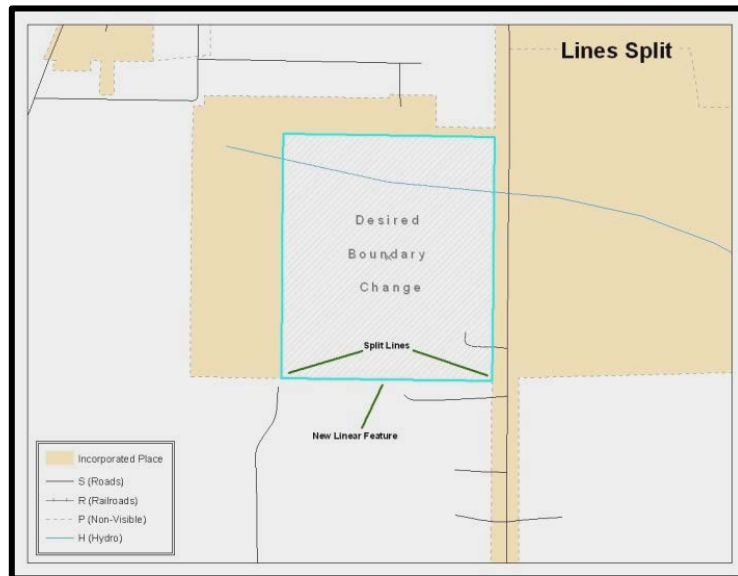 Lines Split
Desired
Boundary
Change
Split Lines
New Linear Feature
Incorporated Place
S (Roads)
R (Railroads)
P (Non-Visible)
H (Hydro)